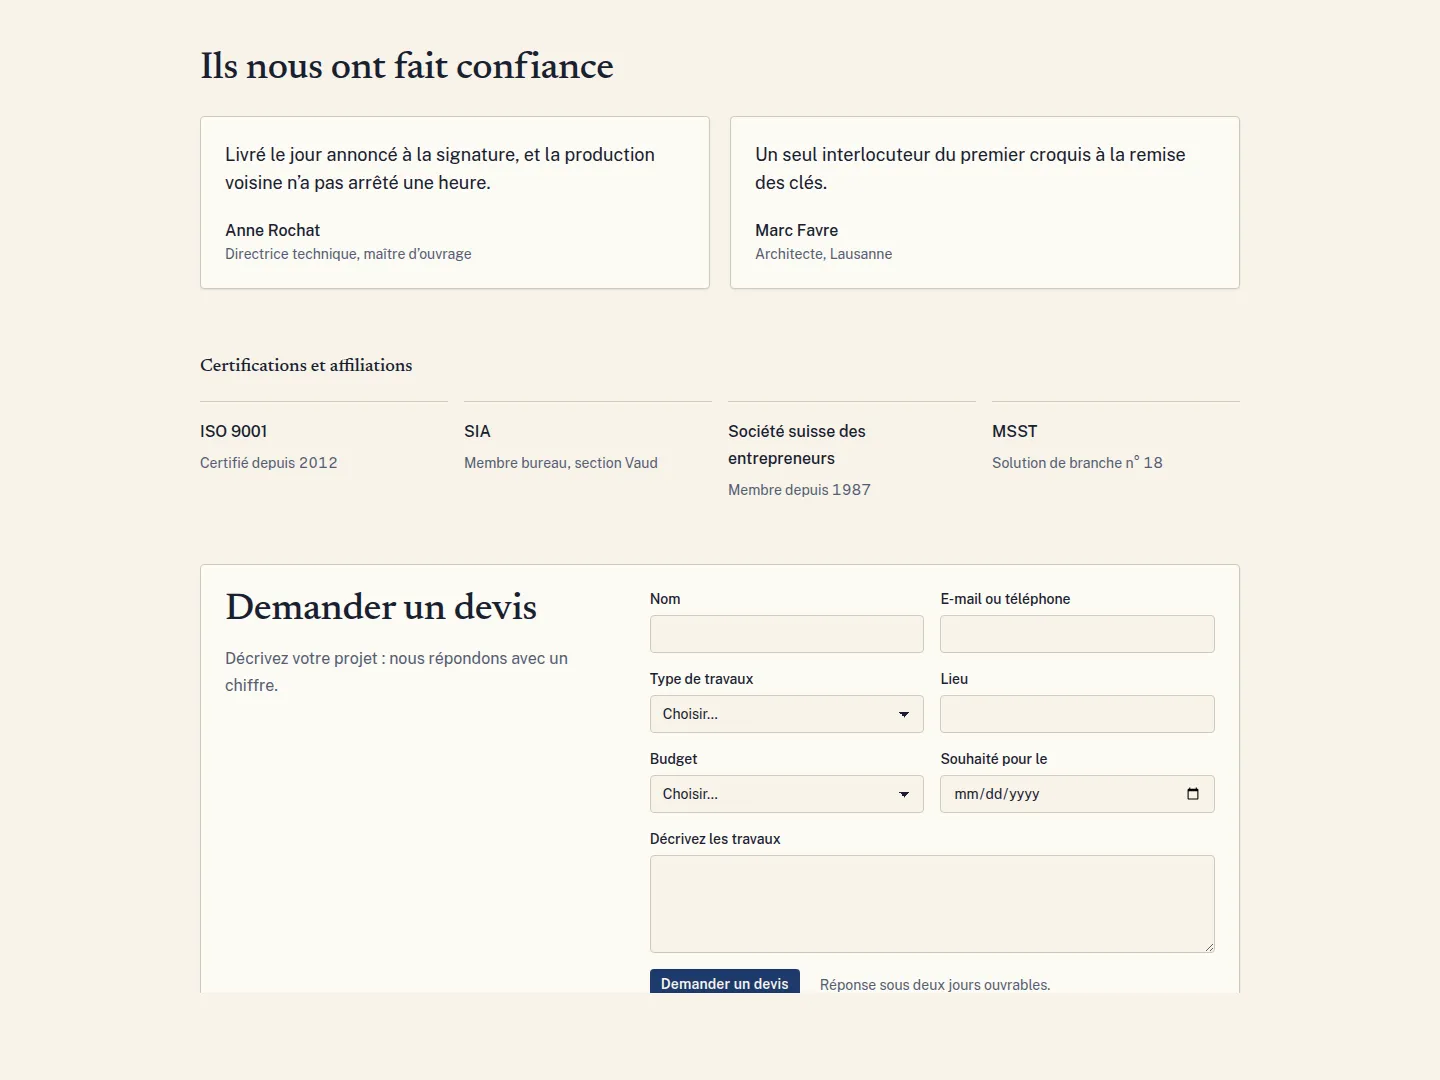 Ils nous ont fait confiance
Livré le jour annoncé à la signature, et la production
voisine n’a pas arrêté une heure.
Anne Rochat
Directrice technique, maître d’ouvrage
Un seul interlocuteur du premier croquis à la remise
des clés.
Marc Favre
Architecte, Lausanne
Certifications et affiliations
ISO 9001
Certifié depuis 2012
SIA
Membre bureau, section Vaud
Société suisse des
entrepreneurs
Membre depuis 1987
MSST
Solution de branche n° 18
Demander un devis
Décrivez votre projet : nous répondons avec un
chiffre.
Nom
E-mail ou téléphone
Type de travaux
Lieu
Choisir...
Budget
Souhaité pour le
Choisir...
mm/dd/yyyy
Décrivez les travaux
Demander un devis
Réponse sous deux jours ouvrables.